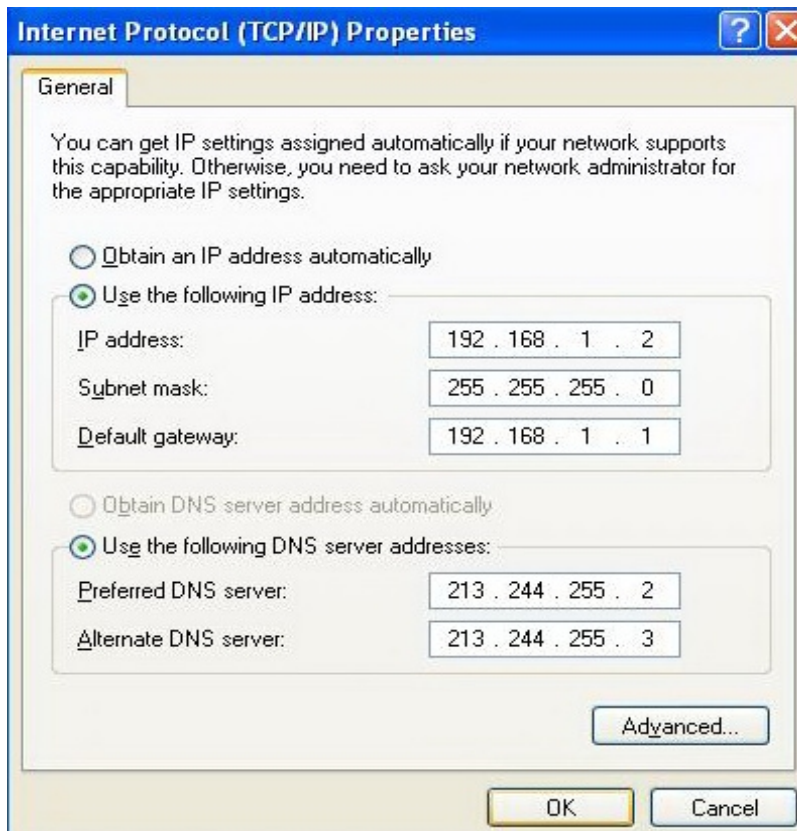 Internet Protocol (TCP/IP) Properties
General
You can get IP settings assigned automatically if your network supports
this capability. Otherwise, you need to ask your network administrator for
the appropriate IP settings.
Obtain an IP address automatically
Use the following IP address:
IP address: 192 . 168 . 1 . 2
Subnet mask: 255 . 255 . 255 . 0
Default gateway: 192 . 168 . 1 . 1
Obtain DNS server address automatically
Use the following DNS server addresses:
Preferred DNS server: 213 . 244 . 255 . 2
Alternate DNS server: 213 . 244 . 255 . 3
Advanced...
OK Cancel